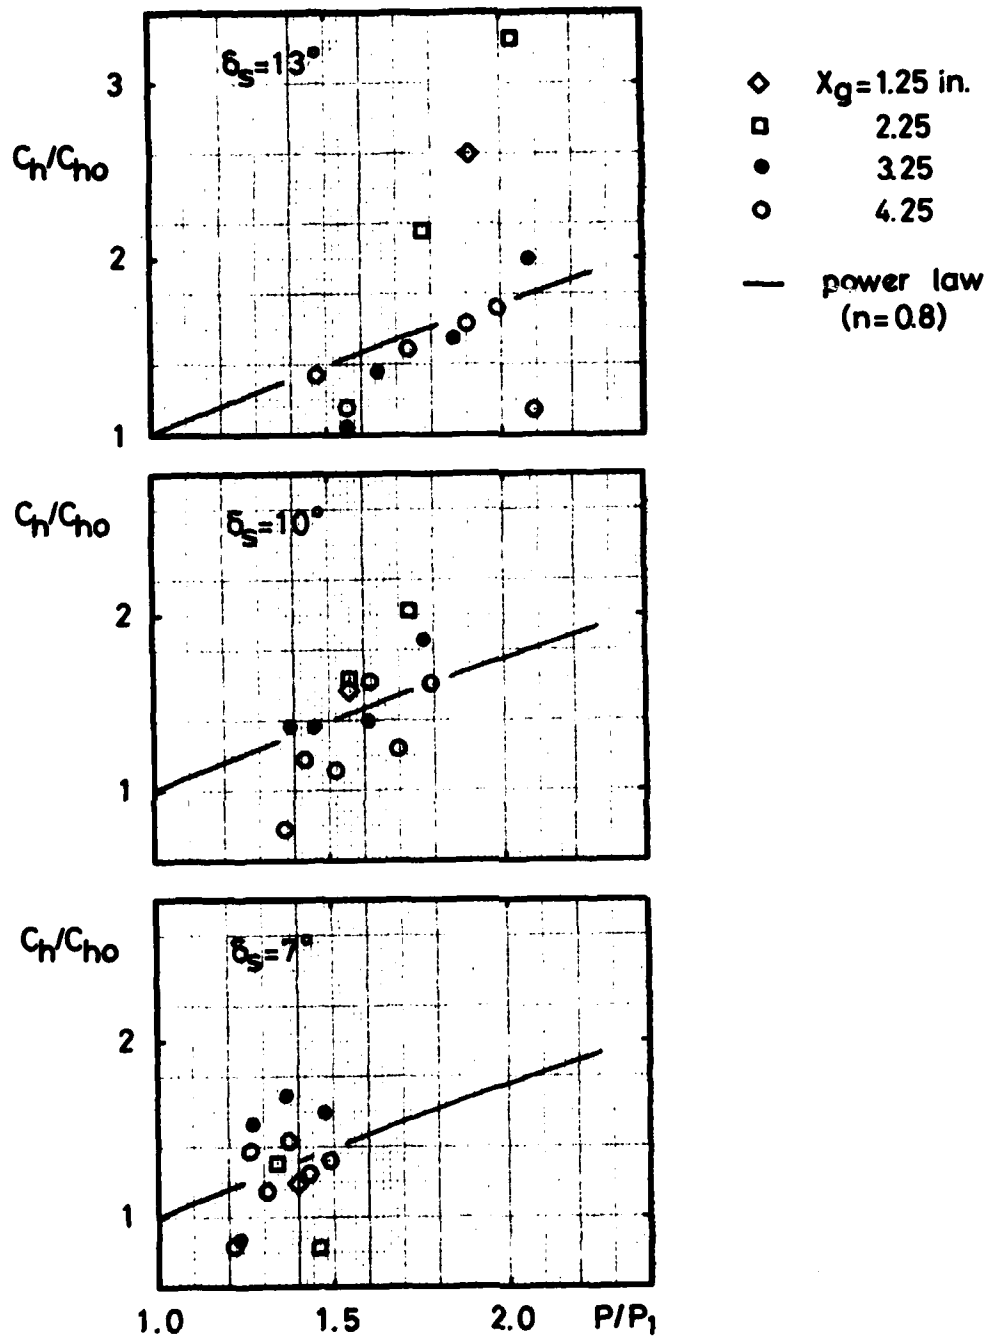 δs=13°
3
Ch/Cho
2
1
◇ Xg=1.25 in.
□ 2.25
● 3.25
○ 4.25
— power law
(n=0.8)
Ch/Cho
δs=10°
2
1
Ch/Cho
δs=7°
2
1
1.0 1.5 2.0 P/P1